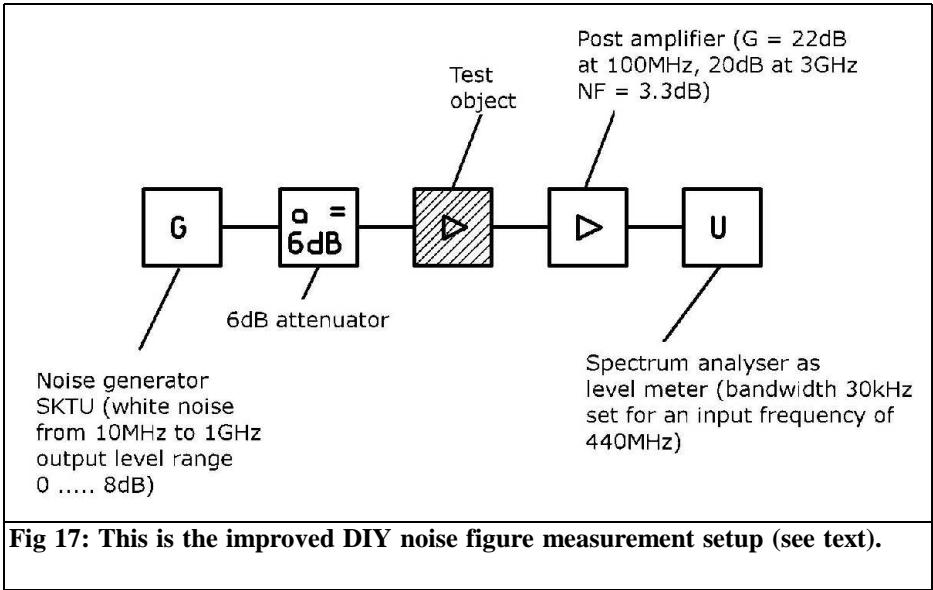 Post amplifier (G = 22dB
at 100MHz, 20dB at 3GHz
NF = 3.3dB)
Test
object
G
a =
6dB
U
6dB attenuator
Noise generator
SKTU (white noise
from 10MHz to 1GHz
output level range
0 ..... 8dB)
Spectrum analyser as
level meter (bandwidth 30kHz
set for an input frequency of
440MHz)
Fig 17: This is the improved DIY noise figure measurement setup (see text).